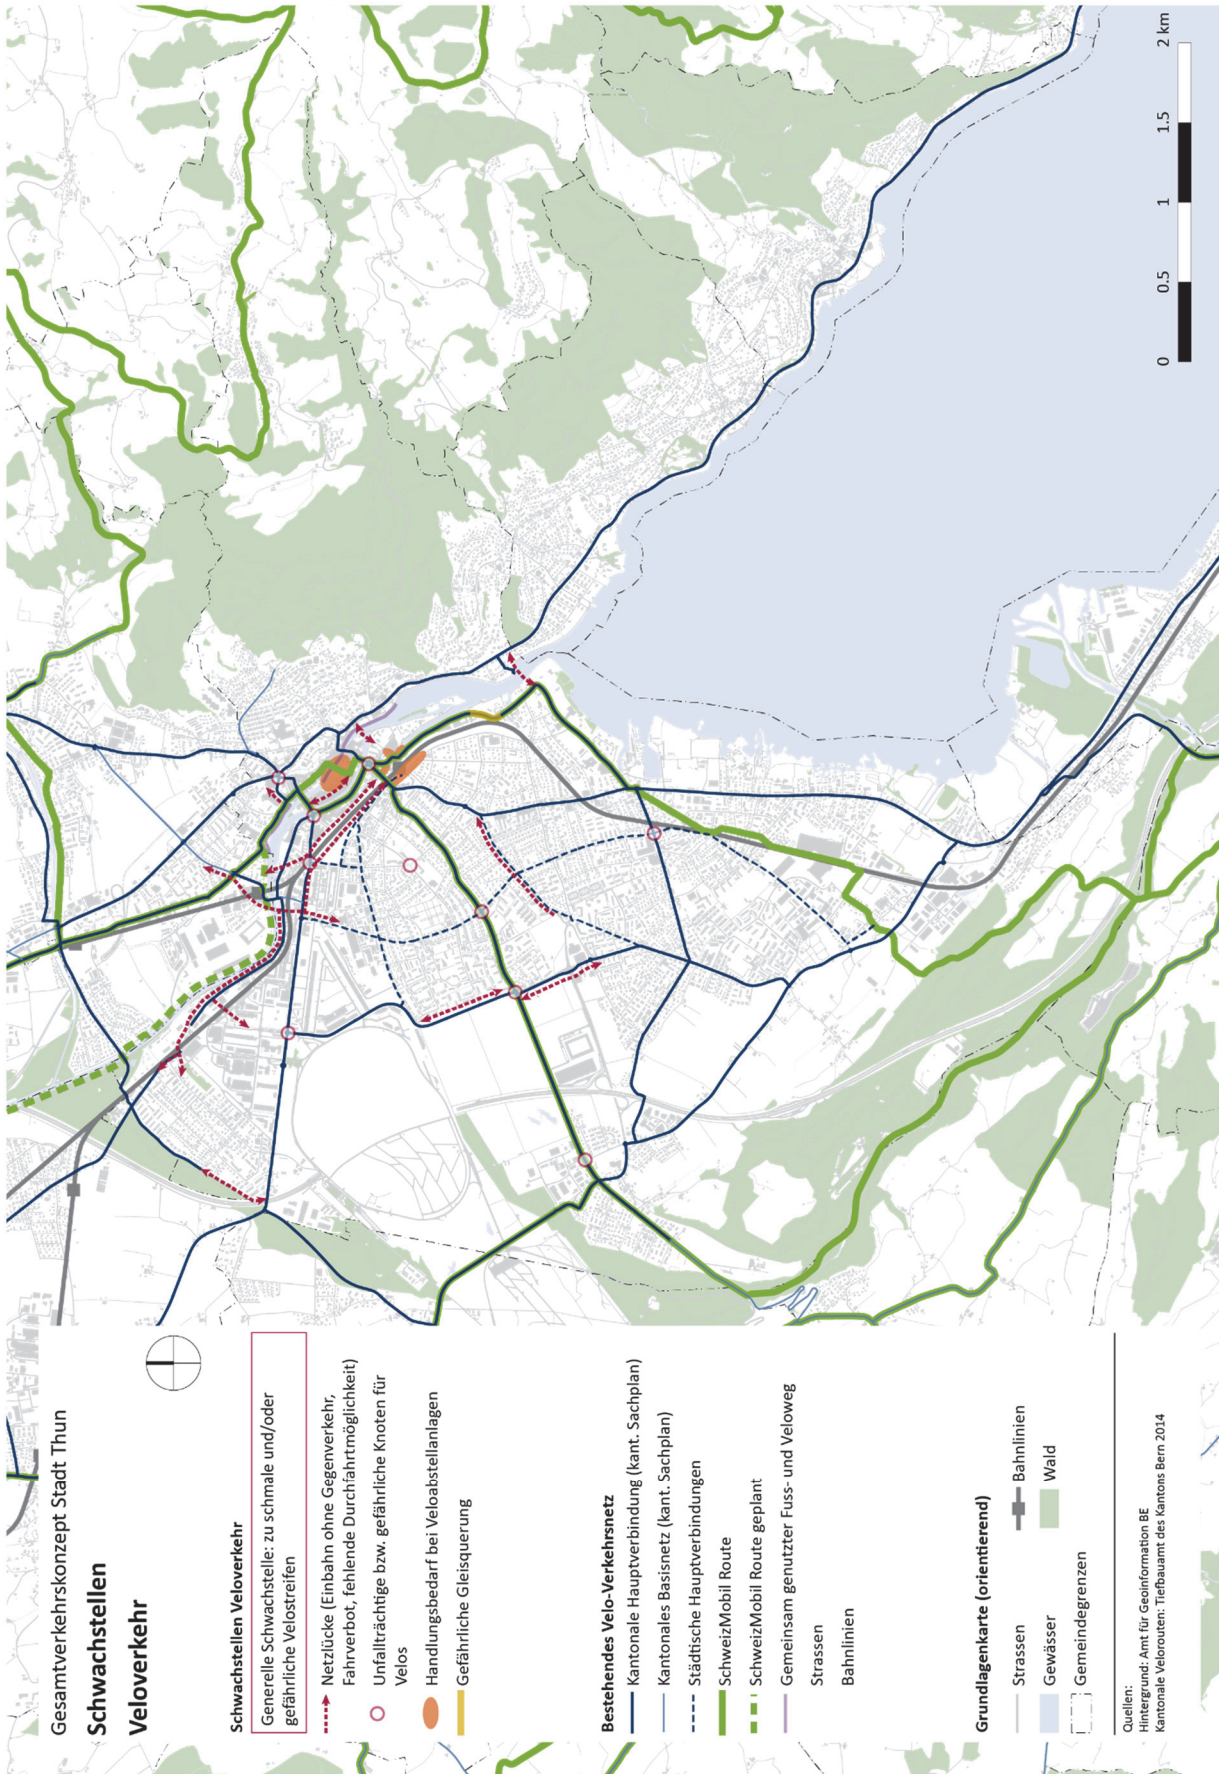 Gesamtverkehrskonzept Stadt Thun
Schwachstellen
Veloverkehr
Schwachstellen Veloverkehr
Generelle Schwachstelle: zu schmale und/oder
gefährliche Velostreifen
Netzlücke (Einbahn ohne Gegenverkehr,
Fahrverbot, fehlende Durchfahrtmöglichkeit)
Unfallträchtige bzw. gefährliche Knoten für
Velos
Handlungsbedarf bei Veloabstellanlagen
Gefährliche Gleisquerung
Bestehendes Velo-Verkehrsnetz
Kantonale Hauptverbindung (kant. Sachplan)
Kantonales Basisnetz (kant. Sachplan)
Städtische Hauptverbindungen
SchweizMobil Route
SchweizMobil Route geplant
Gemeinsam genutzter Fuss- und Veloweg
Strassen
Bahnlinien
Grundlagenkarte (orientierend)
Strassen
Gewässer
Gemeindegrenzen
Bahnlinien
Wald
Quellen:
Hintergrund: Amt für Geoinformation BE
Kantonale Velorouten: Tiefbauamt des Kantons Bern 2014
0 0.5 1 1.5 2 km